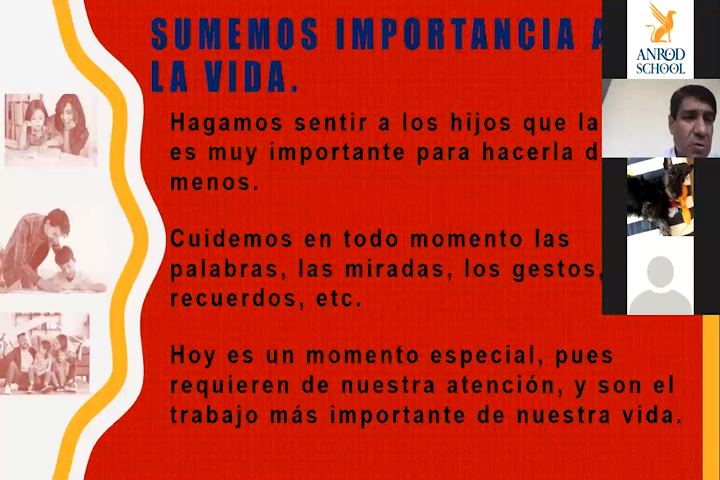 SUMEMOS IMPORTANCIA A
LA VIDA.
Hagamos sentir a los hijos que la
es muy importante para hacerla d
menos.
Cuidemos en todo momento las
palabras, las miradas, los gestos,
recuerdos, etc.
Hoy es un momento especial, pues
requieren de nuestra atención, y son el
trabajo más importante de nuestra vida.
ANROD
SCHOOL